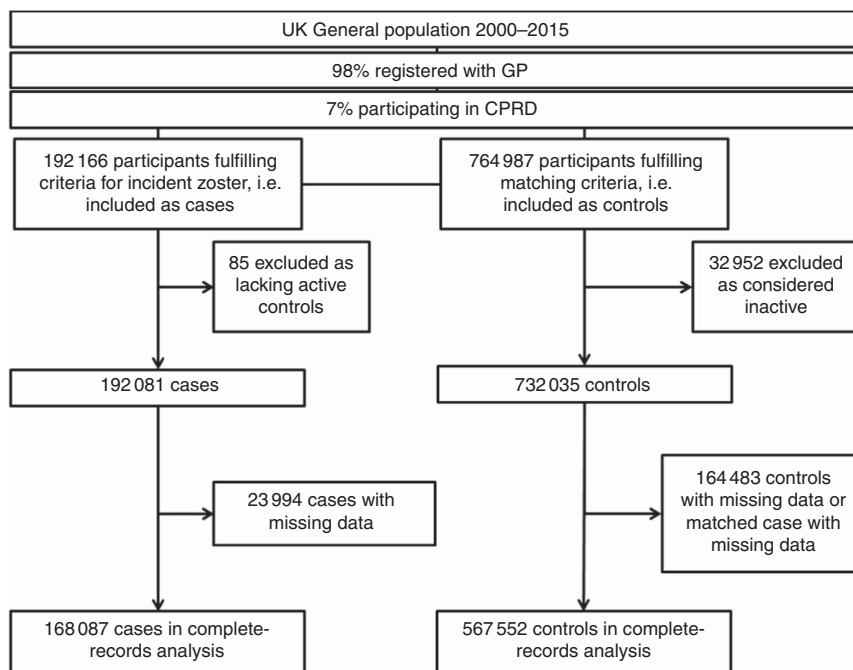 UK General population 2000–2015
98% registered with GP
7% participating in CPRD
192 166 participants fulfilling
criteria for incident zoster, i.e.
included as cases
764 987 participants fulfilling
matching criteria, i.e.
included as controls
85 excluded as
lacking active
controls
32 952 excluded
as considered
inactive
192 081 cases
732 035 controls
23 994 cases with
missing data
164 483 controls
with missing data or
matched case with
missing data
168 087 cases in complete-
records analysis
567 552 controls in complete-
records analysis